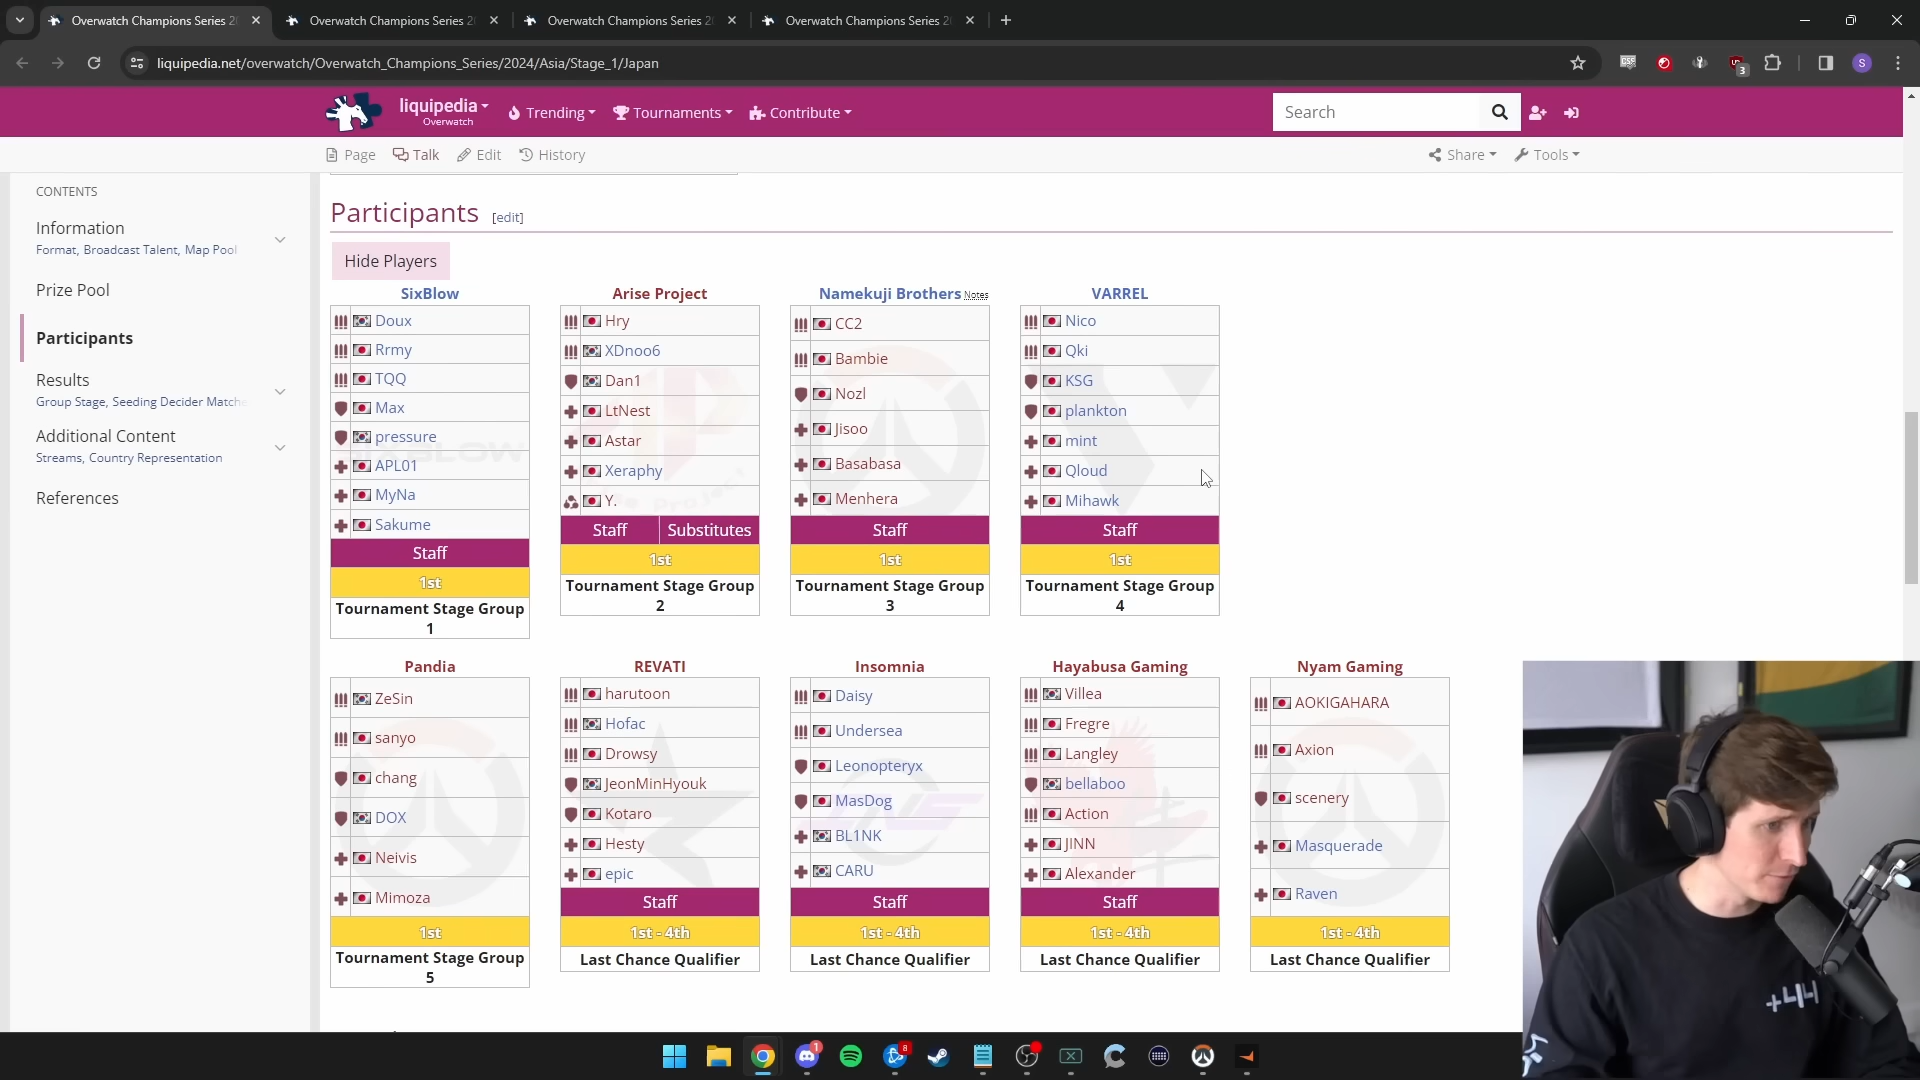 Overwatch Champions Series 20
Overwatch Champions Series 2
Overwatch Champions Series 2
Overwatch Champions Series 2
liquipedia.net/overwatch/Overwatch_Champions_Series/2024/Asia/Stage_1/Japan
3
S
liquipedia
Overwatch
Trending
Tournaments
Contribute
Search
Page
Talk
Edit
History
Share
Tools
CONTENTS
Information
Format, Broadcast Talent, Map Pool
Prize Pool
Participants
Results
Group Stage, Seeding Decider Matche
Additional Content
Streams, Country Representation
References
Participants [edit]
Hide Players
SixBlow
Doux
Rrmy
TQQ
Max
pressure
APL01
MyNa
Sakume
Staff
1st
Tournament Stage Group
1
Arise Project
Hry
XDnoo6
Dan1
LtNest
Astar
Xeraphy
Y.
Staff Substitutes
1st
Tournament Stage Group
2
Namekuji Brothers Notes
CC2
Bambie
Nozl
Jisoo
Basabasa
Menhera
Staff
1st
Tournament Stage Group
3
VARREL
Nico
Qki
KSG
plankton
mint
Qloud
Mihawk
Staff
1st
Tournament Stage Group
4
Pandia
ZeSin
sanyo
chang
DOX
Neivis
Mimoza
1st
Tournament Stage Group
5
REVATI
harutoon
Hofac
Drowsy
JeonMinHyouk
Kotaro
Hesty
epic
Staff
1st - 4th
Last Chance Qualifier
Insomnia
Daisy
Undersea
Leonopteryx
MasDog
BL1NK
CARU
Staff
1st - 4th
Last Chance Qualifier
Hayabusa Gaming
Villea
Fregre
Langley
bellaboo
Action
JINN
Alexander
Staff
1st - 4th
Last Chance Qualifier
Nyam Gaming
AOKIGAHARA
Axion
scenery
Masquerade
Raven
1st - 4th
Last Chance Qualifier
+44
1
8